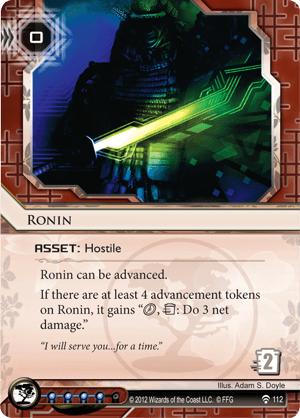 0
RONIN
ASSET: Hostile
Ronin can be advanced.
If there are at least 4 advancement tokens
on Ronin, it gains “, : Do 3 net
damage.”
“I will serve you...for a time.”
2
Illus. Adam S. Doyle
© 2012 Wizards of the Coast LLC. © FFG 112